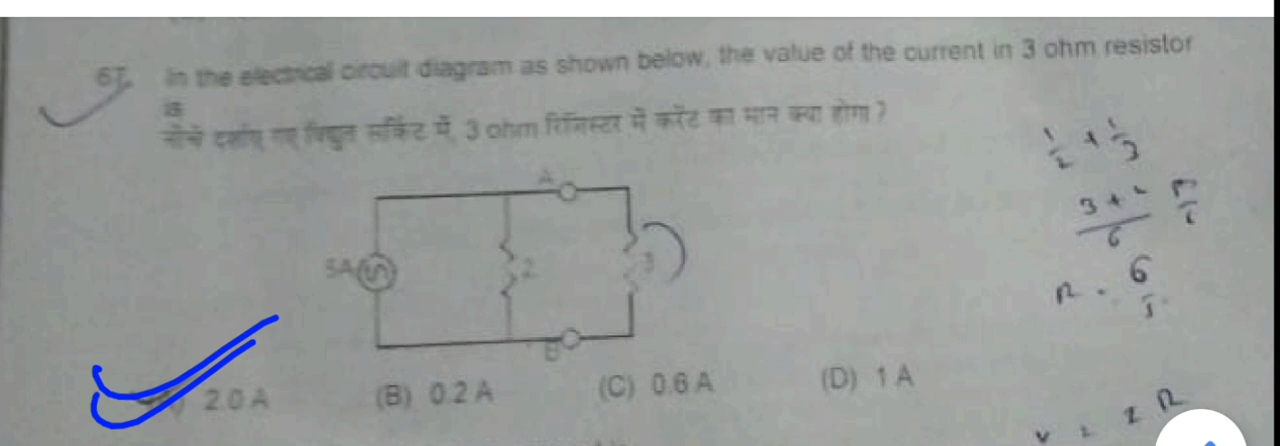 67. In the electrical circuit diagram as shown below, the value of the current in 3 ohm resistor
is
नीचे दर्शाए गए विद्युत सर्किट में, 3 ohm रेजिस्टर में करेंट का मान क्या होगा ?
1/2 + 1/3
3+2/6 5/6
R = 6/5
A
5A
2
3
B
2.0 A (B) 0.2 A (C) 0.6 A (D) 1 A
V = I R